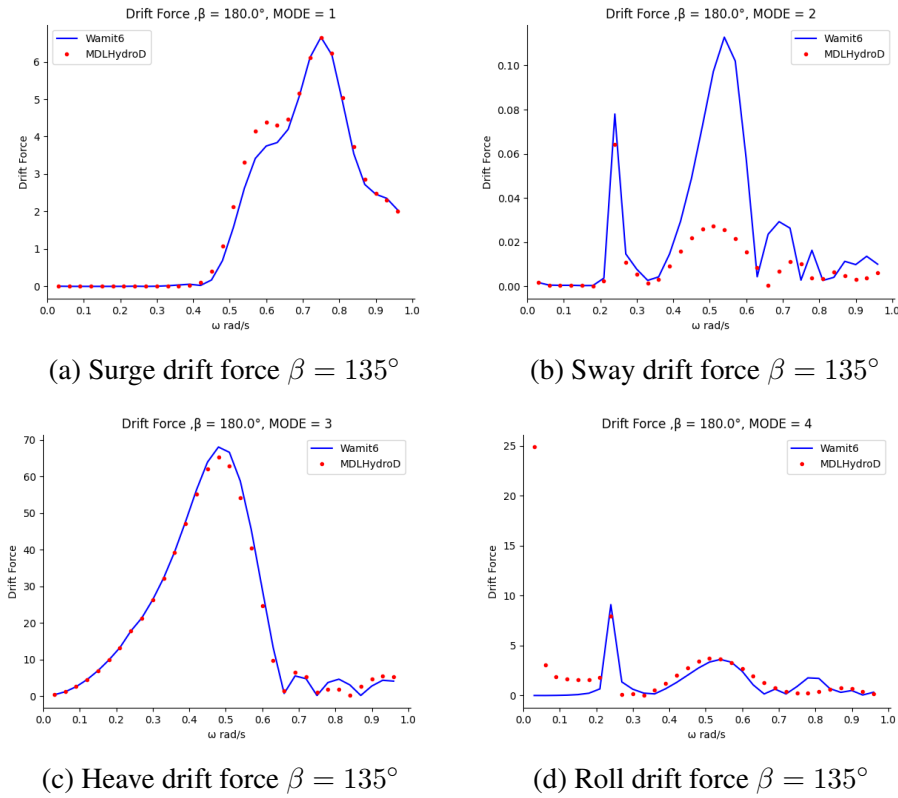 Drift Force ,β = 180.0°, MODE = 1
Wamit6
MDLHydroD
Drift Force
6
5
4
3
2
1
0
0.0 0.1 0.2 0.3 0.4 0.5 0.6 0.7 0.8 0.9 1.0
ω rad/s
(a) Surge drift force β = 135°
Drift Force ,β = 180.0°, MODE = 2
Wamit6
MDLHydroD
Drift Force
0.10
0.08
0.06
0.04
0.02
0.00
0.0 0.1 0.2 0.3 0.4 0.5 0.6 0.7 0.8 0.9 1.0
ω rad/s
(b) Sway drift force β = 135°
Drift Force ,β = 180.0°, MODE = 3
Wamit6
MDLHydroD
Drift Force
70
60
50
40
30
20
10
0
0.0 0.1 0.2 0.3 0.4 0.5 0.6 0.7 0.8 0.9 1.0
ω rad/s
(c) Heave drift force β = 135°
Drift Force ,β = 180.0°, MODE = 4
Wamit6
MDLHydroD
Drift Force
25
20
15
10
5
0
0.0 0.1 0.2 0.3 0.4 0.5 0.6 0.7 0.8 0.9 1.0
ω rad/s
(d) Roll drift force β = 135°